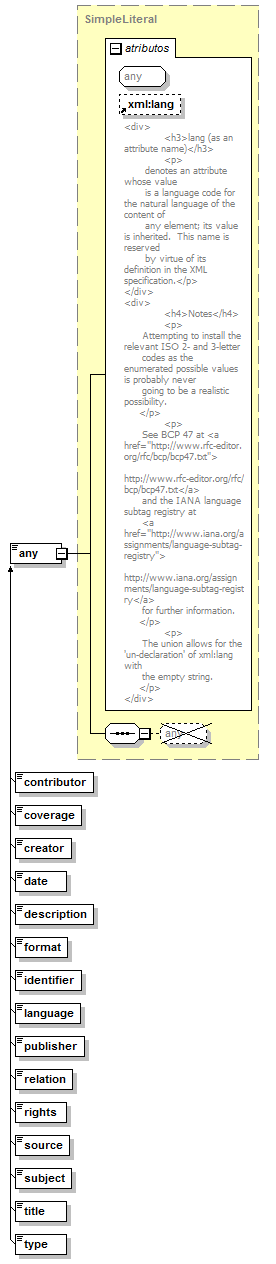 SimpleLiteral
atributos
any
xml:lang
<div>
<h3>lang (as an
attribute name)</h3>
<p>
denotes an attribute
whose value
is a language code for
the natural language of the
content of
any element; its value
is inherited.  This name is
reserved
by virtue of its
definition in the XML
specification.</p>
</div>
<div>
<h4>Notes</h4>
<p>
Attempting to install the
relevant ISO 2- and 3-letter
codes as the
enumerated possible values
is probably never
going to be a realistic
possibility.
</p>
<p>
See BCP 47 at <a
href="http://www.rfc-editor.
org/rfc/bcp/bcp47.txt">
http://www.rfc-editor.org/rfc/
bcp/bcp47.txt</a>
and the IANA language
subtag registry at
<a
href="http://www.iana.org/a
ssignments/language-subtag-
registry">
http://www.iana.org/assign
ments/language-subtag-regist
ry</a>
for further information.
</p>
<p>
The union allows for the
'un-declaration' of xml:lang
with
the empty string.
</p>
</div>
any
any
contributor
coverage
creator
date
description
format
identifier
language
publisher
relation
rights
source
subject
title
type